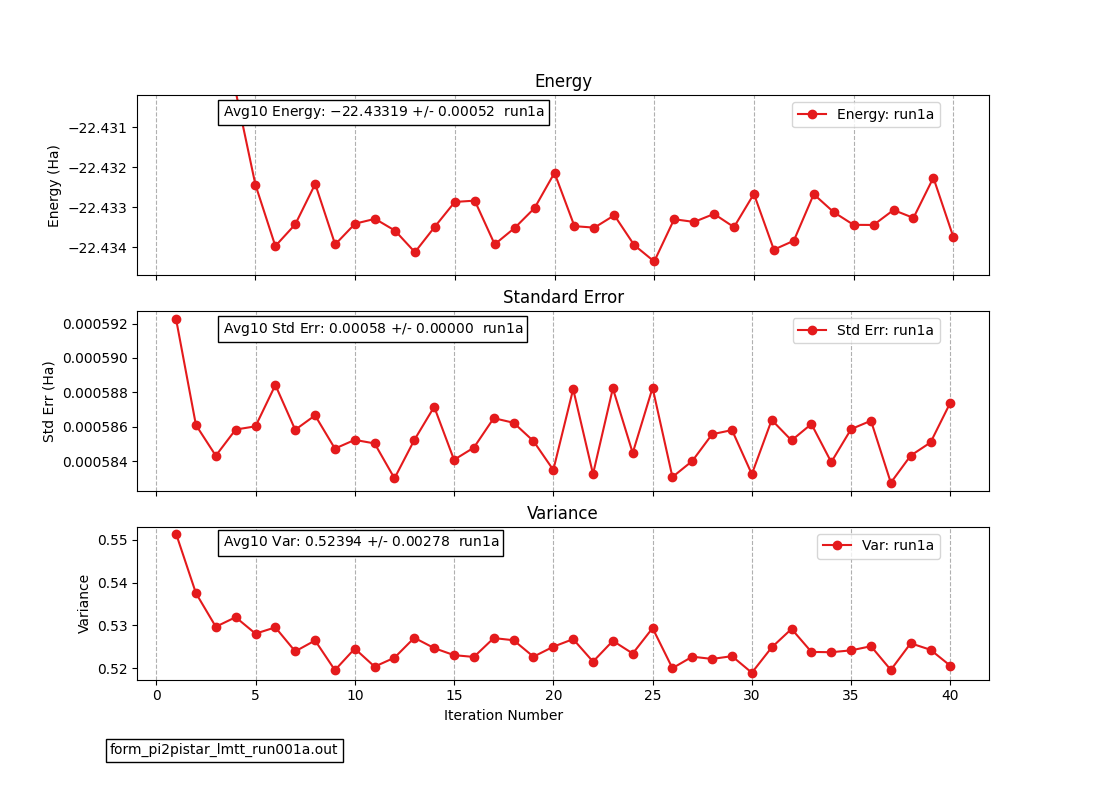 Energy
Avg10 Energy: −22.43319 +/- 0.00052 run1a
Energy: run1a
Energy (Ha)
−22.431
−22.432
−22.433
−22.434
Standard Error
Avg10 Std Err: 0.00058 +/- 0.00000 run1a
Std Err: run1a
Std Err (Ha)
0.000592
0.000590
0.000588
0.000586
0.000584
Variance
Avg10 Var: 0.52394 +/- 0.00278 run1a
Var: run1a
Variance
0.55
0.54
0.53
0.52
0 5 10 15 20 25 30 35 40
Iteration Number
form_pi2pistar_lmtt_run001a.out